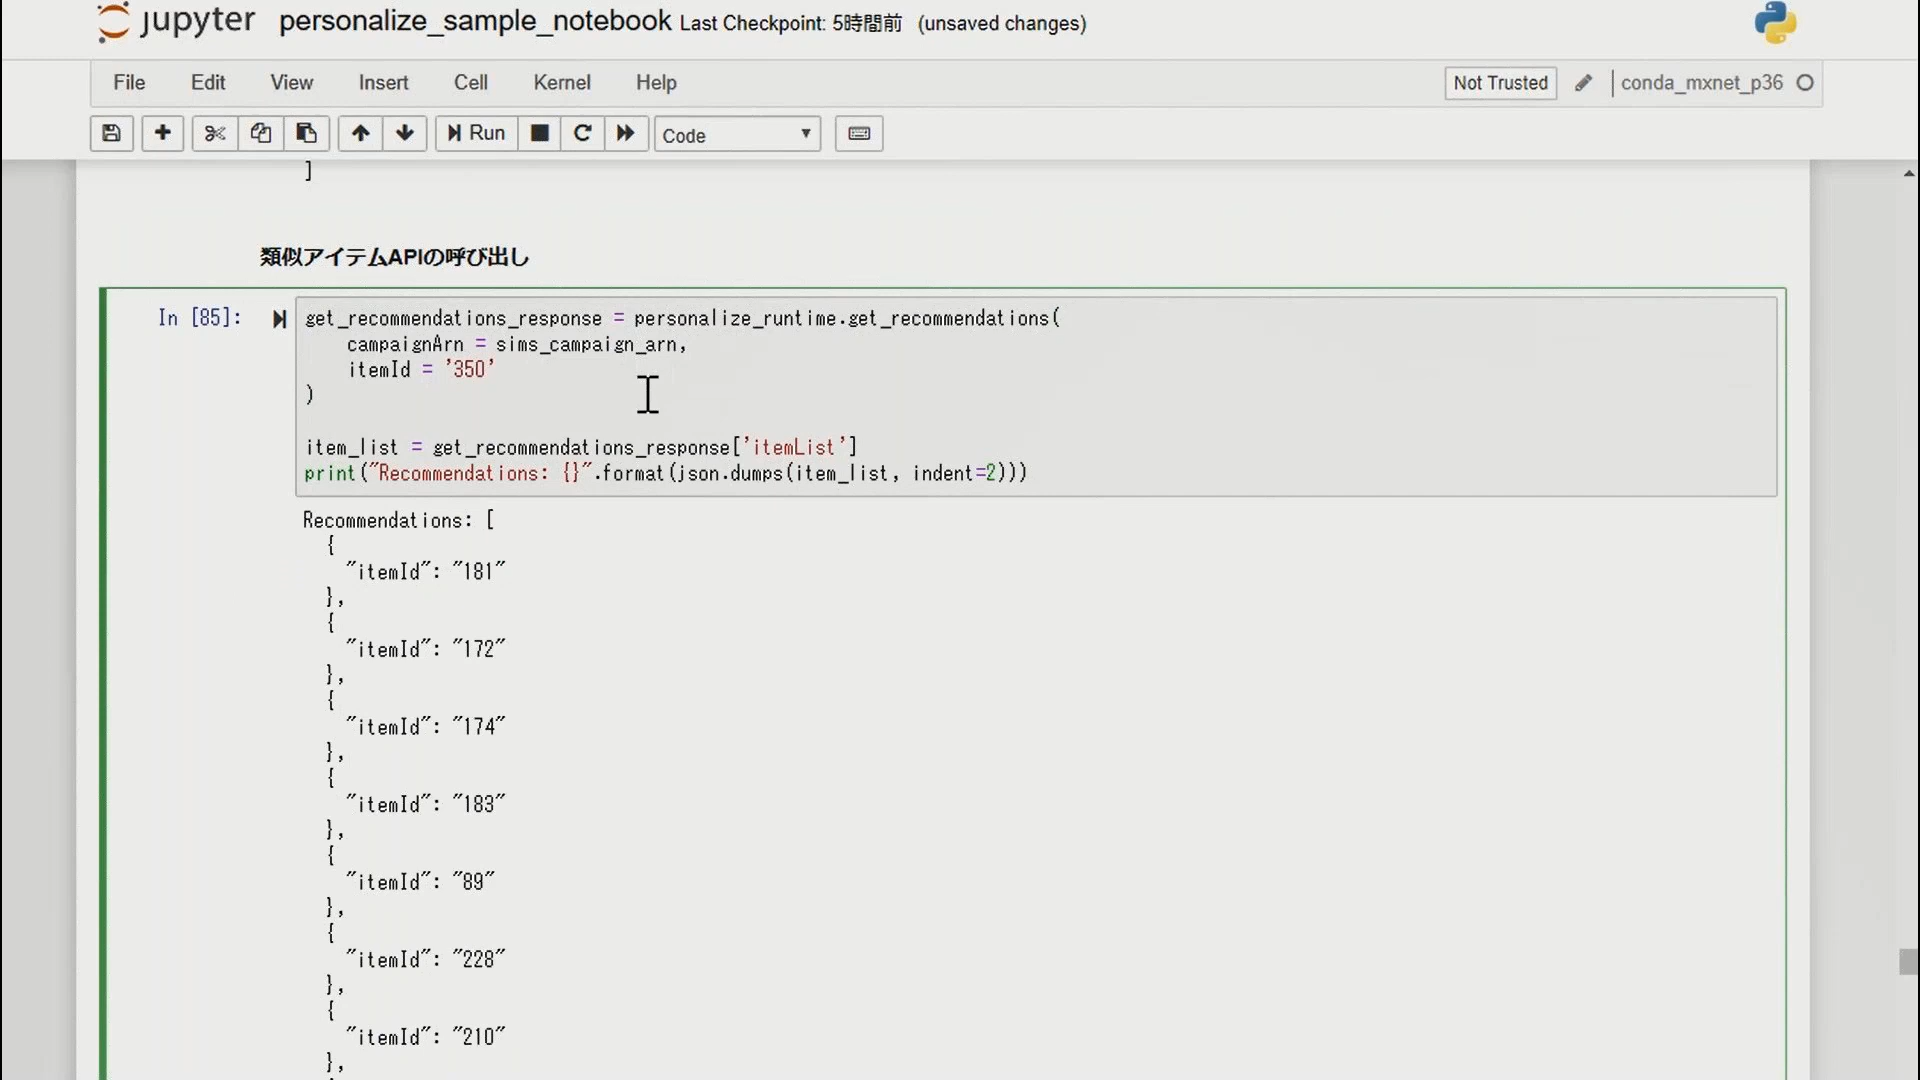 jupyter personalize_sample_notebook Last Checkpoint: 5時間前 (unsaved changes)
File Edit View Insert Cell Kernel Help Not Trusted conda_mxnet_p36
Run Code
]
類似アイテムAPIの呼び出し
In [85]: get_recommendations_response = personalize_runtime.get_recommendations(
campaignArn = sims_campaign_arn,
itemId = '350'
)
item_list = get_recommendations_response['itemList']
print("Recommendations: {}".format(json.dumps(item_list, indent=2)))
Recommendations: [
{
"itemId": "181"
},
{
"itemId": "172"
},
{
"itemId": "174"
},
{
"itemId": "183"
},
{
"itemId": "89"
},
{
"itemId": "228"
},
{
"itemId": "210"
},